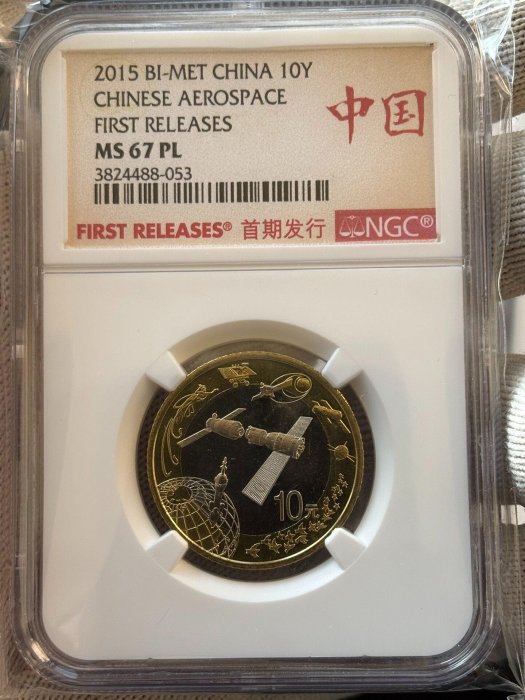 2015 BI-MET CHINA 10Y
CHINESE AEROSPACE
FIRST RELEASES
MS 67 PL
3824488-053
中国
FIRST RELEASES® 首期发行 NGC®
10元